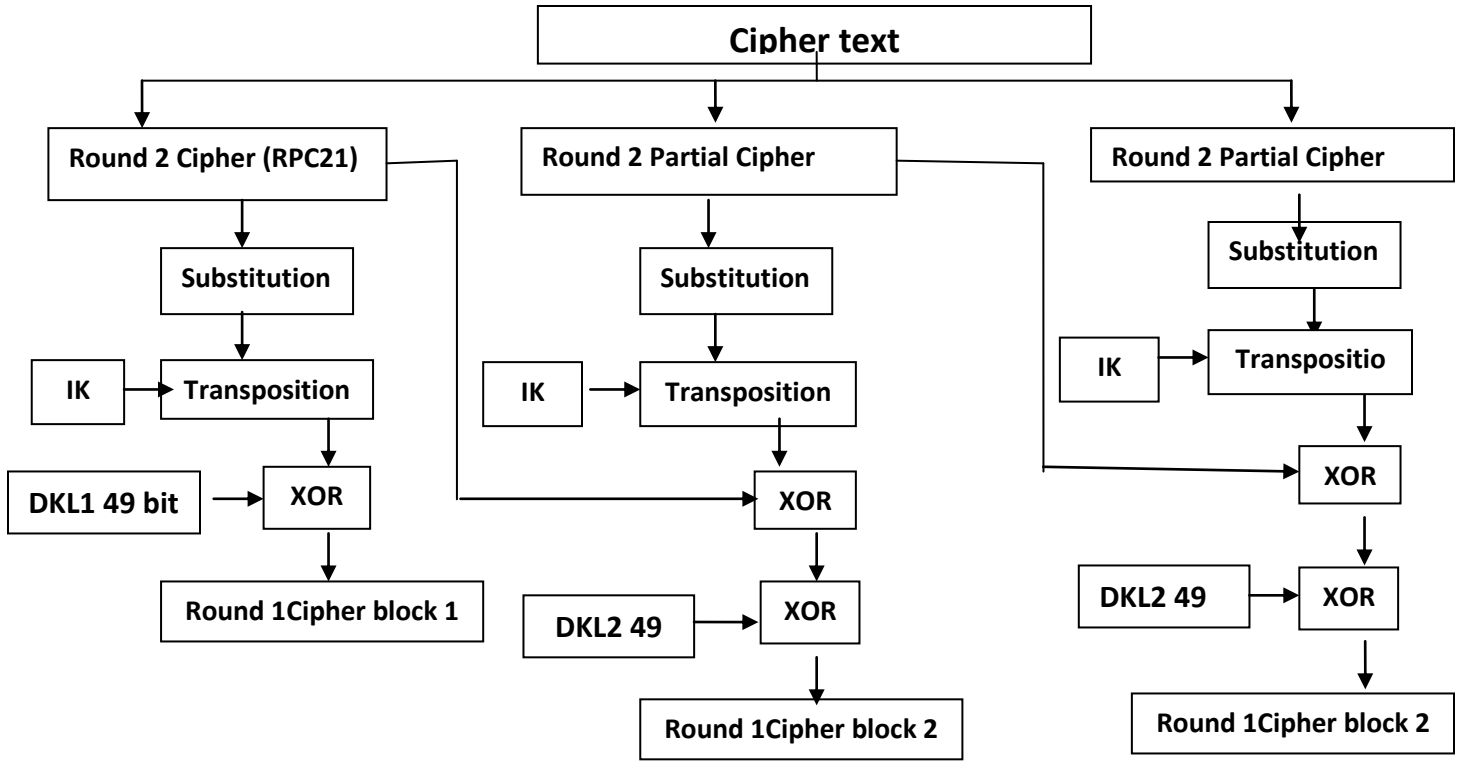 Cipher text
Round 2 Cipher (RPC21)
Round 2 Partial Cipher
Round 2 Partial Cipher
Substitution
Substitution
Substitution
IK
Transposition
IK
Transposition
IK
Transpositio
DKL1 49 bit
XOR
XOR
XOR
Round 1Cipher block 1
DKL2 49
XOR
DKL2 49
XOR
Round 1Cipher block 2
Round 1Cipher block 2